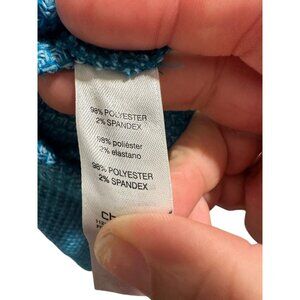 98% POLYESTER
2% SPANDEX
98% poliéster
2% elastano
98% POLYESTER
2% SPANDEX